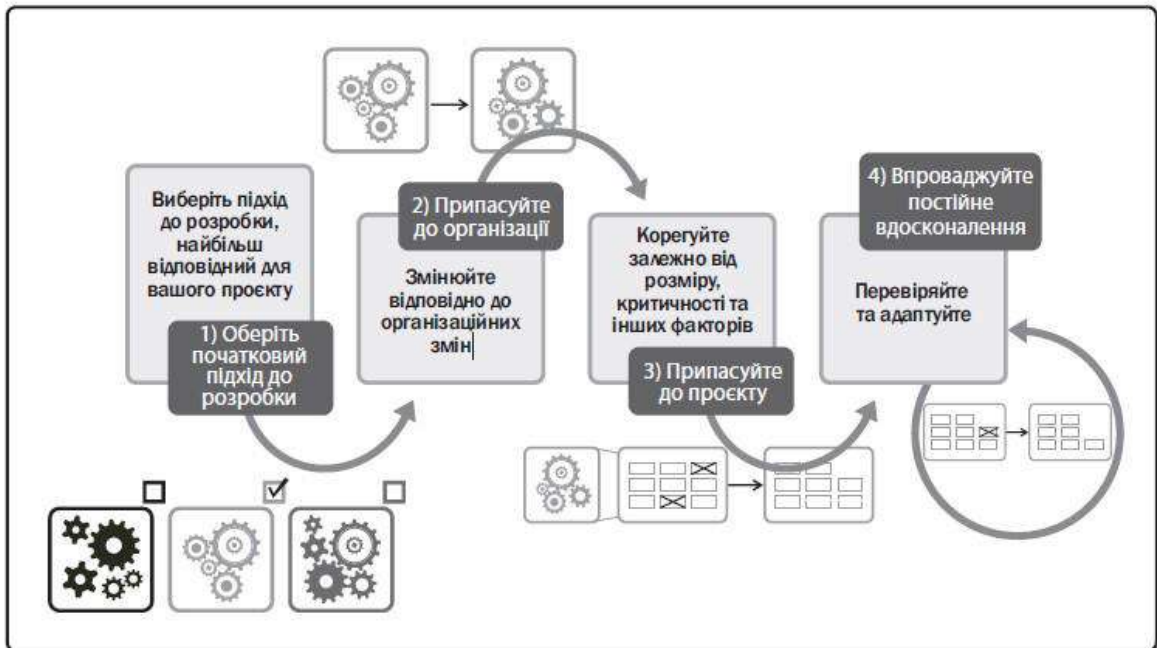 Виберіть підхід
до розробки,
найбільш
відповідний для
вашого проєкту
1) Оберіть
початковий
підхід до
розробки
2) Припасуйте
до організації
Змінюйте
відповідно до
організаційних
змін
Корегуйте
залежно від
розміру,
критичності та
інших факторів
3) Припасуйте
до проєкту
4) Впроваджуйте
постійне
вдосконалення
Перевіряйте
та адаптуйте